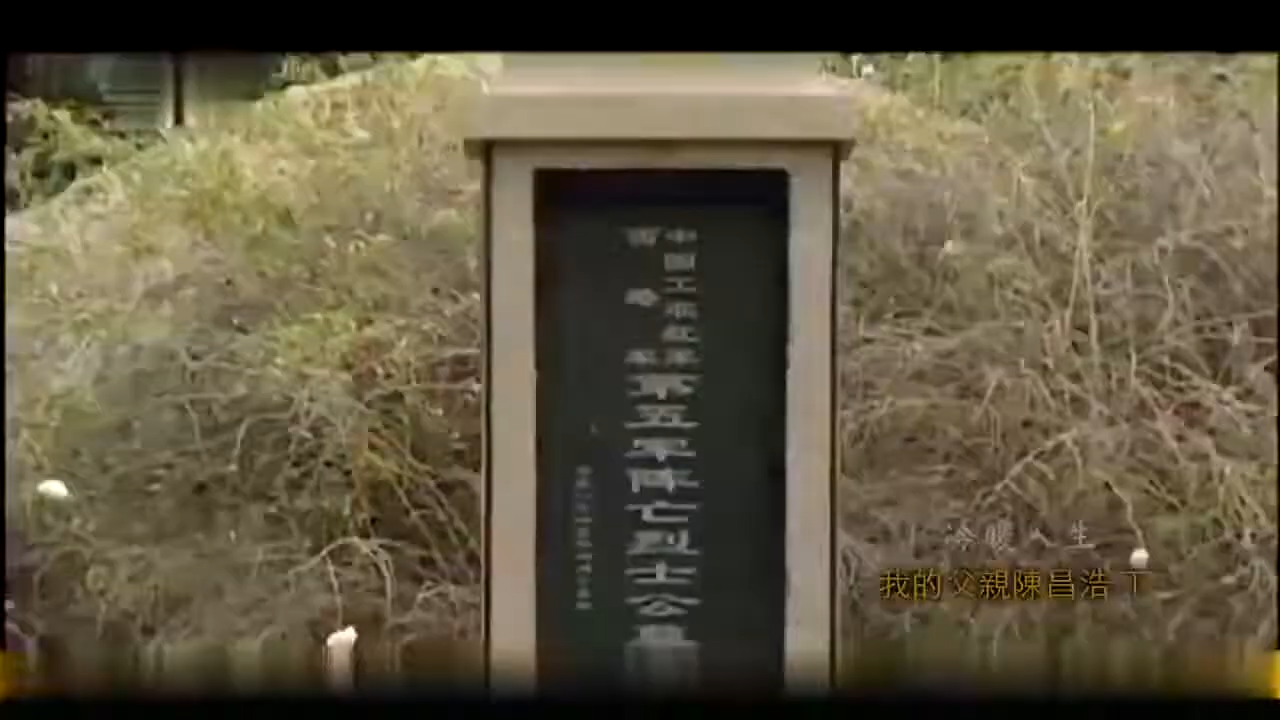 中国工农红军
西路军
第五军阵亡烈士公墓
冷暖人生
我的父親陳昌浩